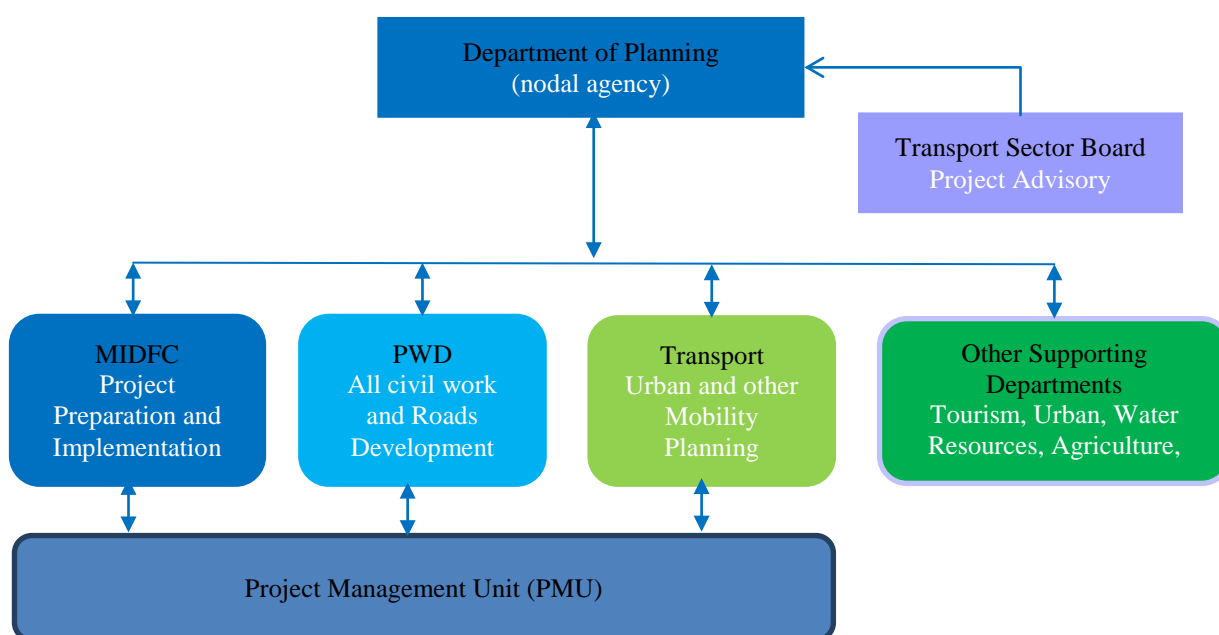 Department of Planning
(nodal agency)
Transport Sector Board
Project Advisory
MIDFC
Project
Preparation and
Implementation
PWD
All civil work
and Roads
Development
Transport
Urban and other
Mobility
Planning
Other Supporting
Departments
Tourism, Urban, Water
Resources, Agriculture,
Project Management Unit (PMU)